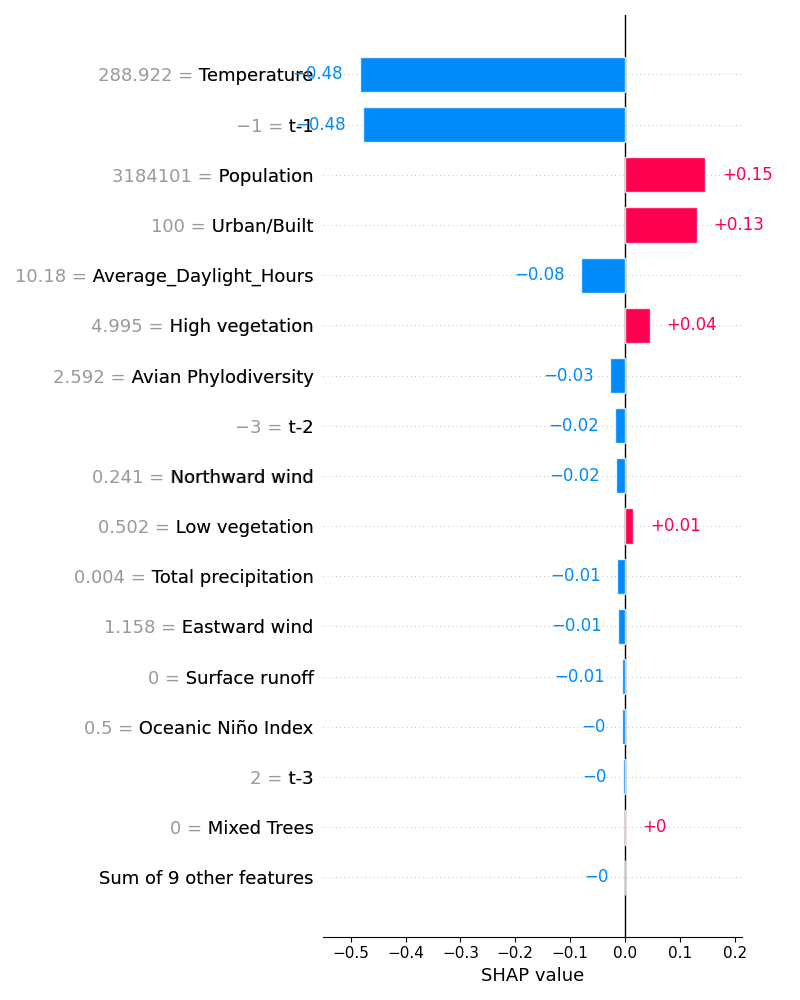 288.922 = Temperature −0.48
−1 = t-1 −0.48
3184101 = Population +0.15
100 = Urban/Built +0.13
10.18 = Average_Daylight_Hours −0.08
4.995 = High vegetation +0.04
2.592 = Avian Phylodiversity −0.03
−3 = t-2 −0.02
0.241 = Northward wind −0.02
0.502 = Low vegetation +0.01
0.004 = Total precipitation −0.01
1.158 = Eastward wind −0.01
0 = Surface runoff −0.01
0.5 = Oceanic Niño Index −0
2 = t-3 −0
0 = Mixed Trees +0
Sum of 9 other features −0
−0.5 −0.4 −0.3 −0.2 −0.1 0.0 0.1 0.2
SHAP value